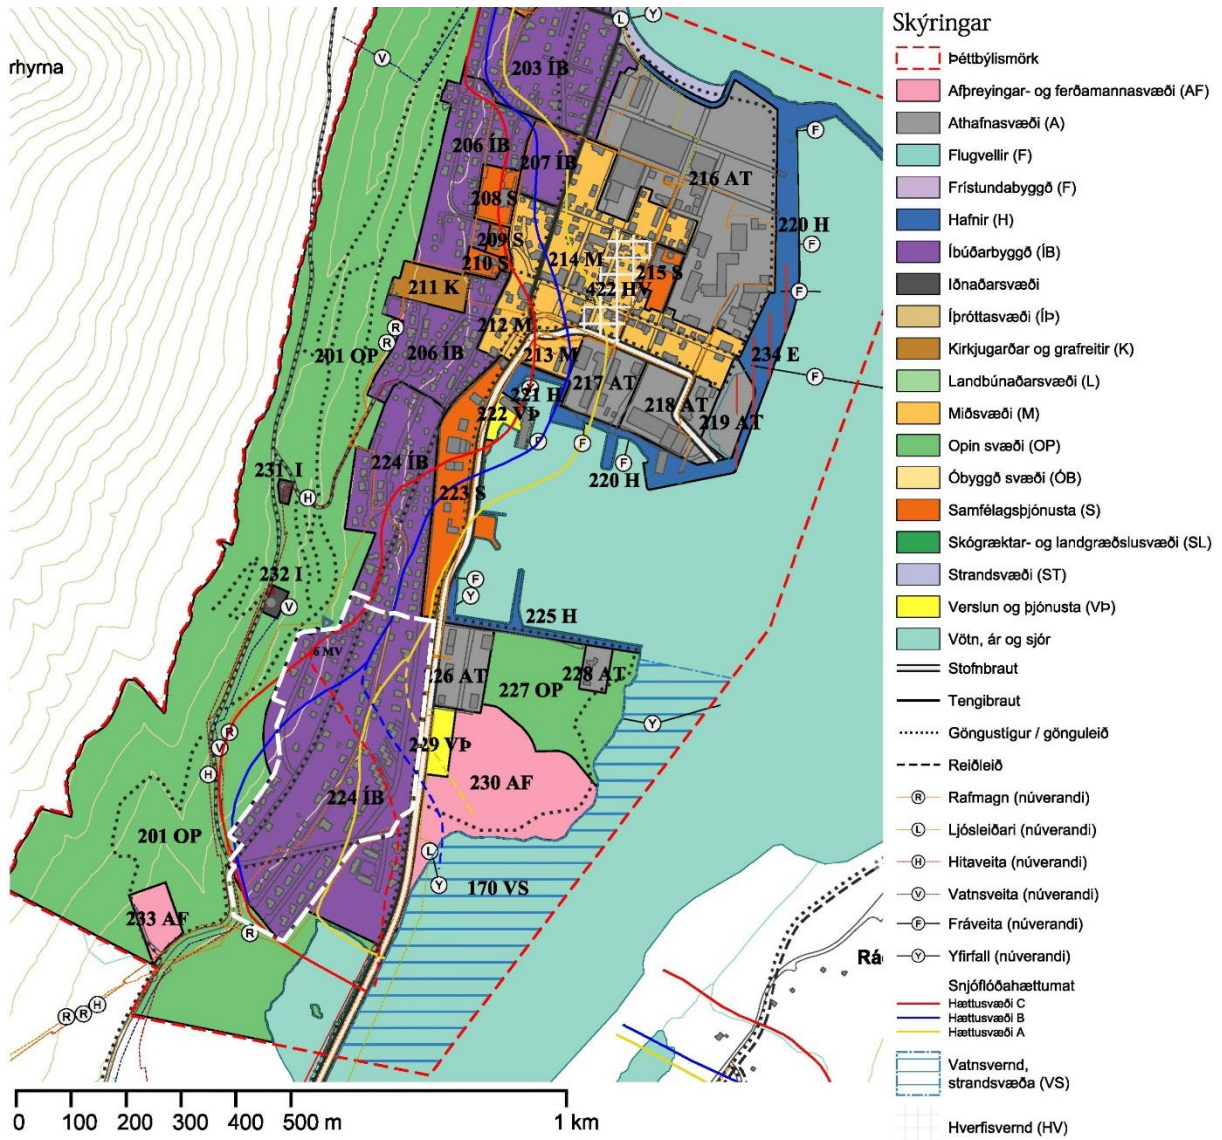 rhyrna
L
Y
V
203 ÍB
F
206 ÍB
207 ÍB
216 AT
208 S
220 H
F
209 S
214 M
210 S
215 S
211 K
422 HV
F
R
212 M
R
201 OP
206 ÍB
213 M
234 E
217 AT
F
221 H
222 VÞ
218 AT
219 AT
F
F
F
231 I
224 ÍB
H
223 S
220 H
232 I
F
V
Y
225 H
6 MV
26 AT
228 AT
227 OP
R
V
Y
229 VÞ
H
230 AF
224 ÍB
201 OP
L
Y
170 VS
233 AF
R
H
R
R
0 100 200 300 400 500 m 1 km
Skýringar
Þéttbýlismörk
Afþreyingar- og ferðamannasvæði (AF)
Athafnasvæði (A)
Flugvellir (F)
Frístundabyggð (F)
Hafnir (H)
Íbúðarbyggð (ÍB)
Iðnaðarsvæði
Íþróttasvæði (ÍÞ)
Kirkjugarðar og grafreitir (K)
Landbúnaðarsvæði (L)
Miðsvæði (M)
Opin svæði (OP)
Óbyggð svæði (ÓB)
Samfélagsþjónusta (S)
Skógræktar- og landgræðslusvæði (SL)
Strandsvæði (ST)
Verslun og þjónusta (VÞ)
Vötn, ár og sjór
Stofnbraut
Tengibraut
Göngustígur / gönguleið
Reiðleið
R Rafmagn (núverandi)
L Ljósleiðari (núverandi)
H Hitaveita (núverandi)
V Vatnsveita (núverandi)
F Fráveita (núverandi)
Y Yfirfall (núverandi)
Snjóflóðahættumat
Hættusvæði C
Hættusvæði B
Hættusvæði A
Vatnsvernd,
strandsvæða (VS)
Hverfisvernd (HV)